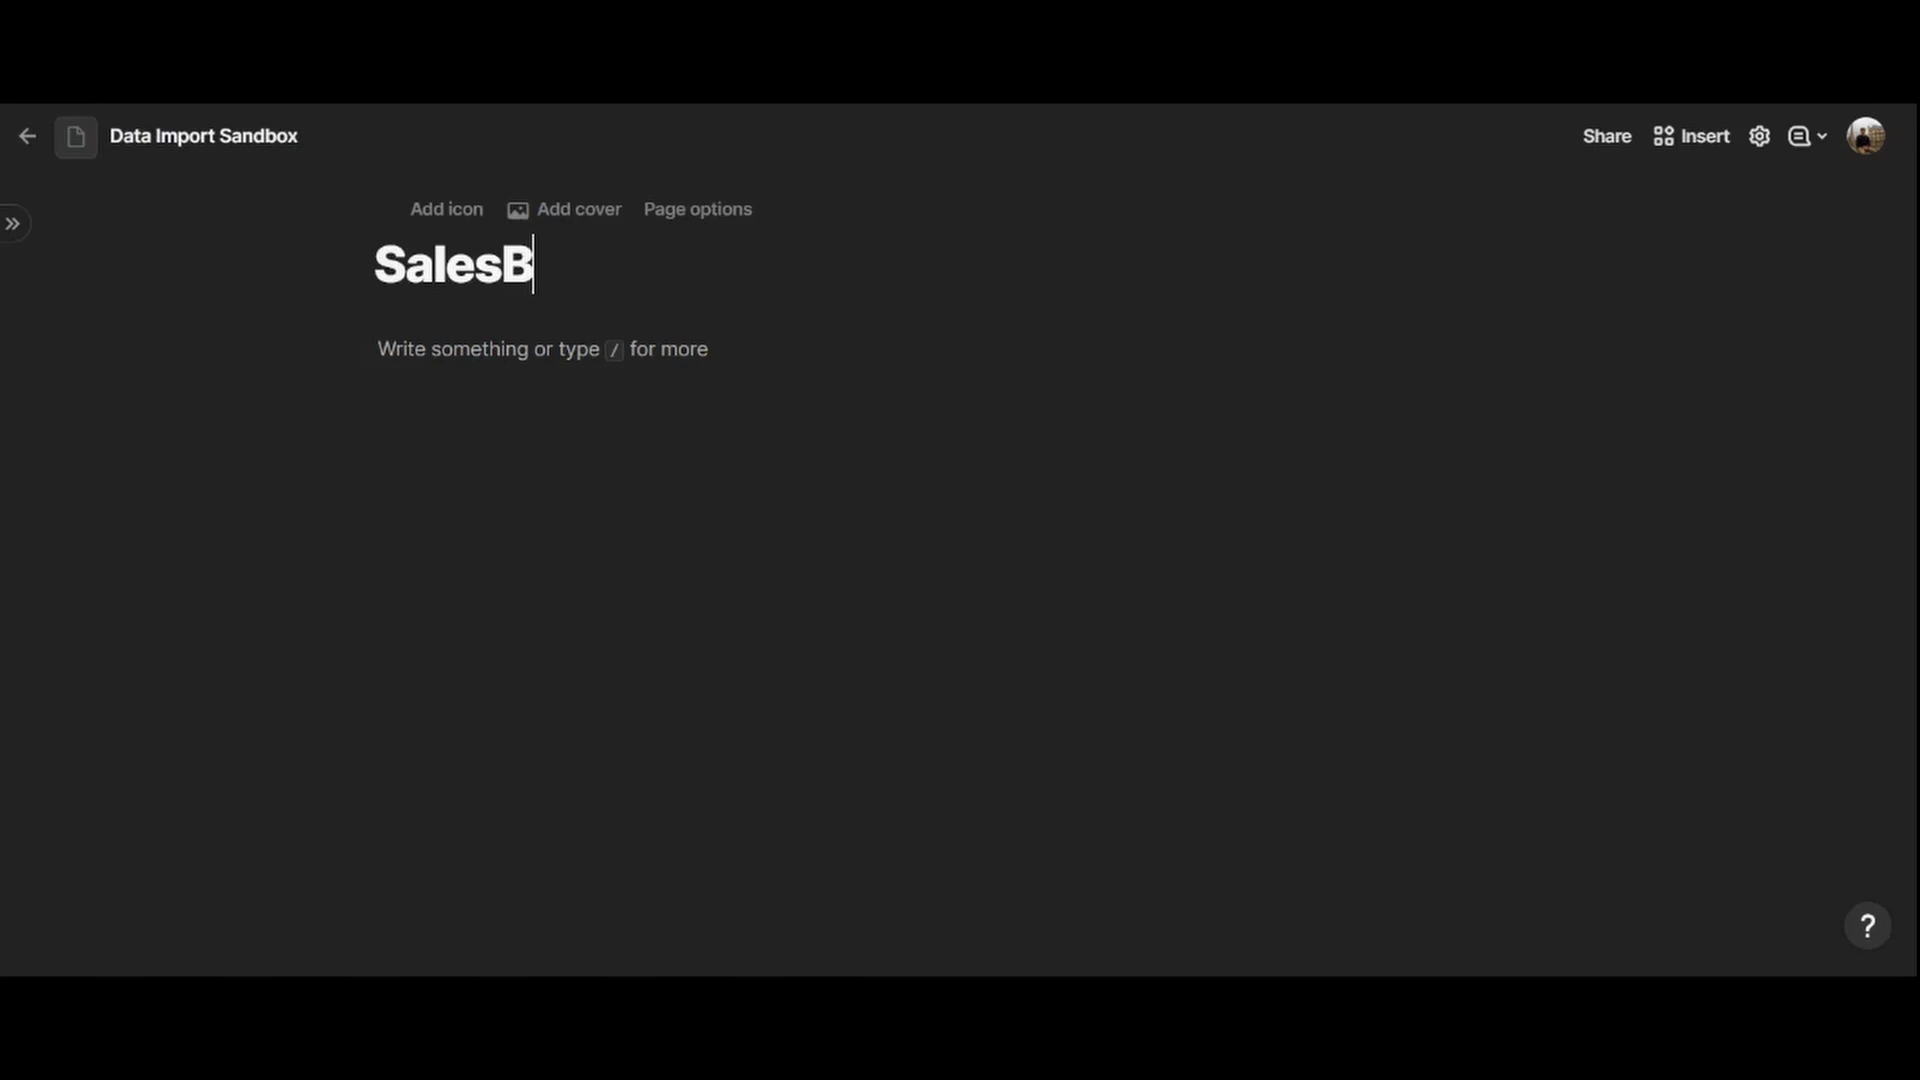 Data Import Sandbox
Share Insert
Add icon Add cover Page options
SalesB
Write something or type / for more
?